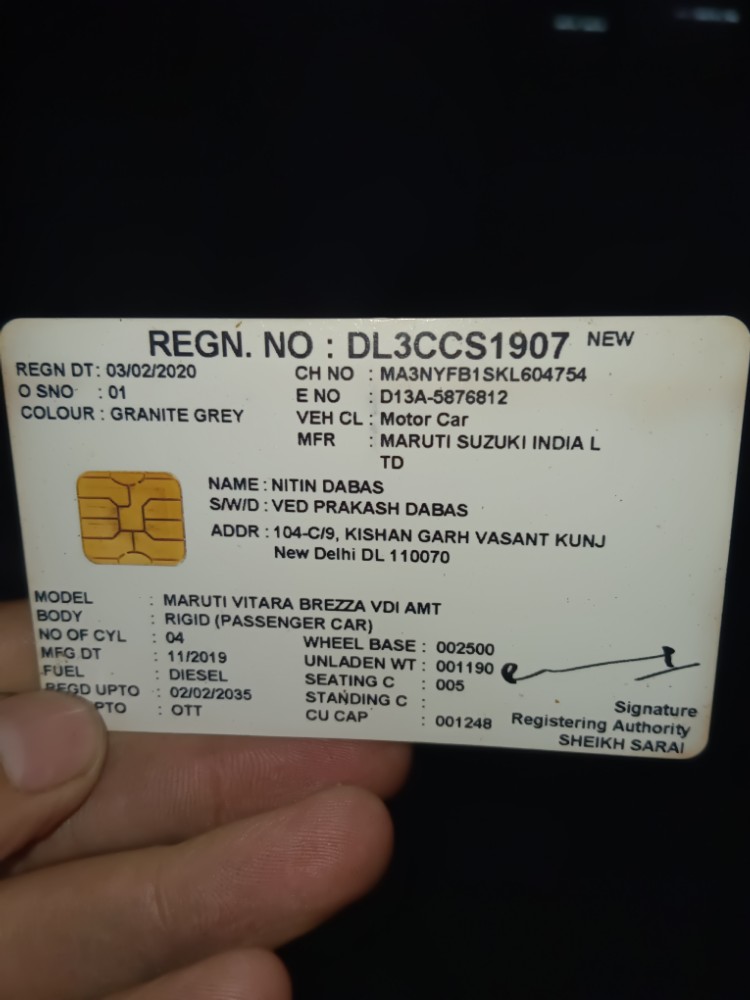 REGN. NO : DL3CCS1907 NEW
REGN DT : 03/02/2020
O SNO : 01
COLOUR : GRANITE GREY
CH NO : MA3NYFB1SKL604754
E NO : D13A-5876812
VEH CL : Motor Car
MFR : MARUTI SUZUKI INDIA L
TD
NAME : NITIN DABAS
S/W/D : VED PRAKASH DABAS
ADDR : 104-C/9, KISHAN GARH VASANT KUNJ
New Delhi DL 110070
MODEL : MARUTI VITARA BREZZA VDI AMT
BODY : RIGID (PASSENGER CAR)
NO OF CYL : 04
MFG DT : 11/2019
FUEL : DIESEL
REGD UPTO : 02/02/2035
PTO : OTT
WHEEL BASE : 002500
UNLADEN WT : 001190
SEATING C : 005
STANDING C :
CU CAP : 001248
Signature
Registering Authority
SHEIKH SARAI